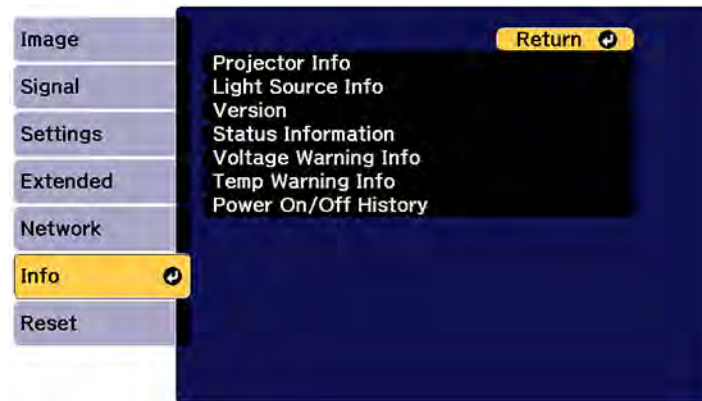 Image
Signal
Settings
Extended
Network
Info
Reset
Return
Projector Info
Light Source Info
Version
Status Information
Voltage Warning Info
Temp Warning Info
Power On/Off History